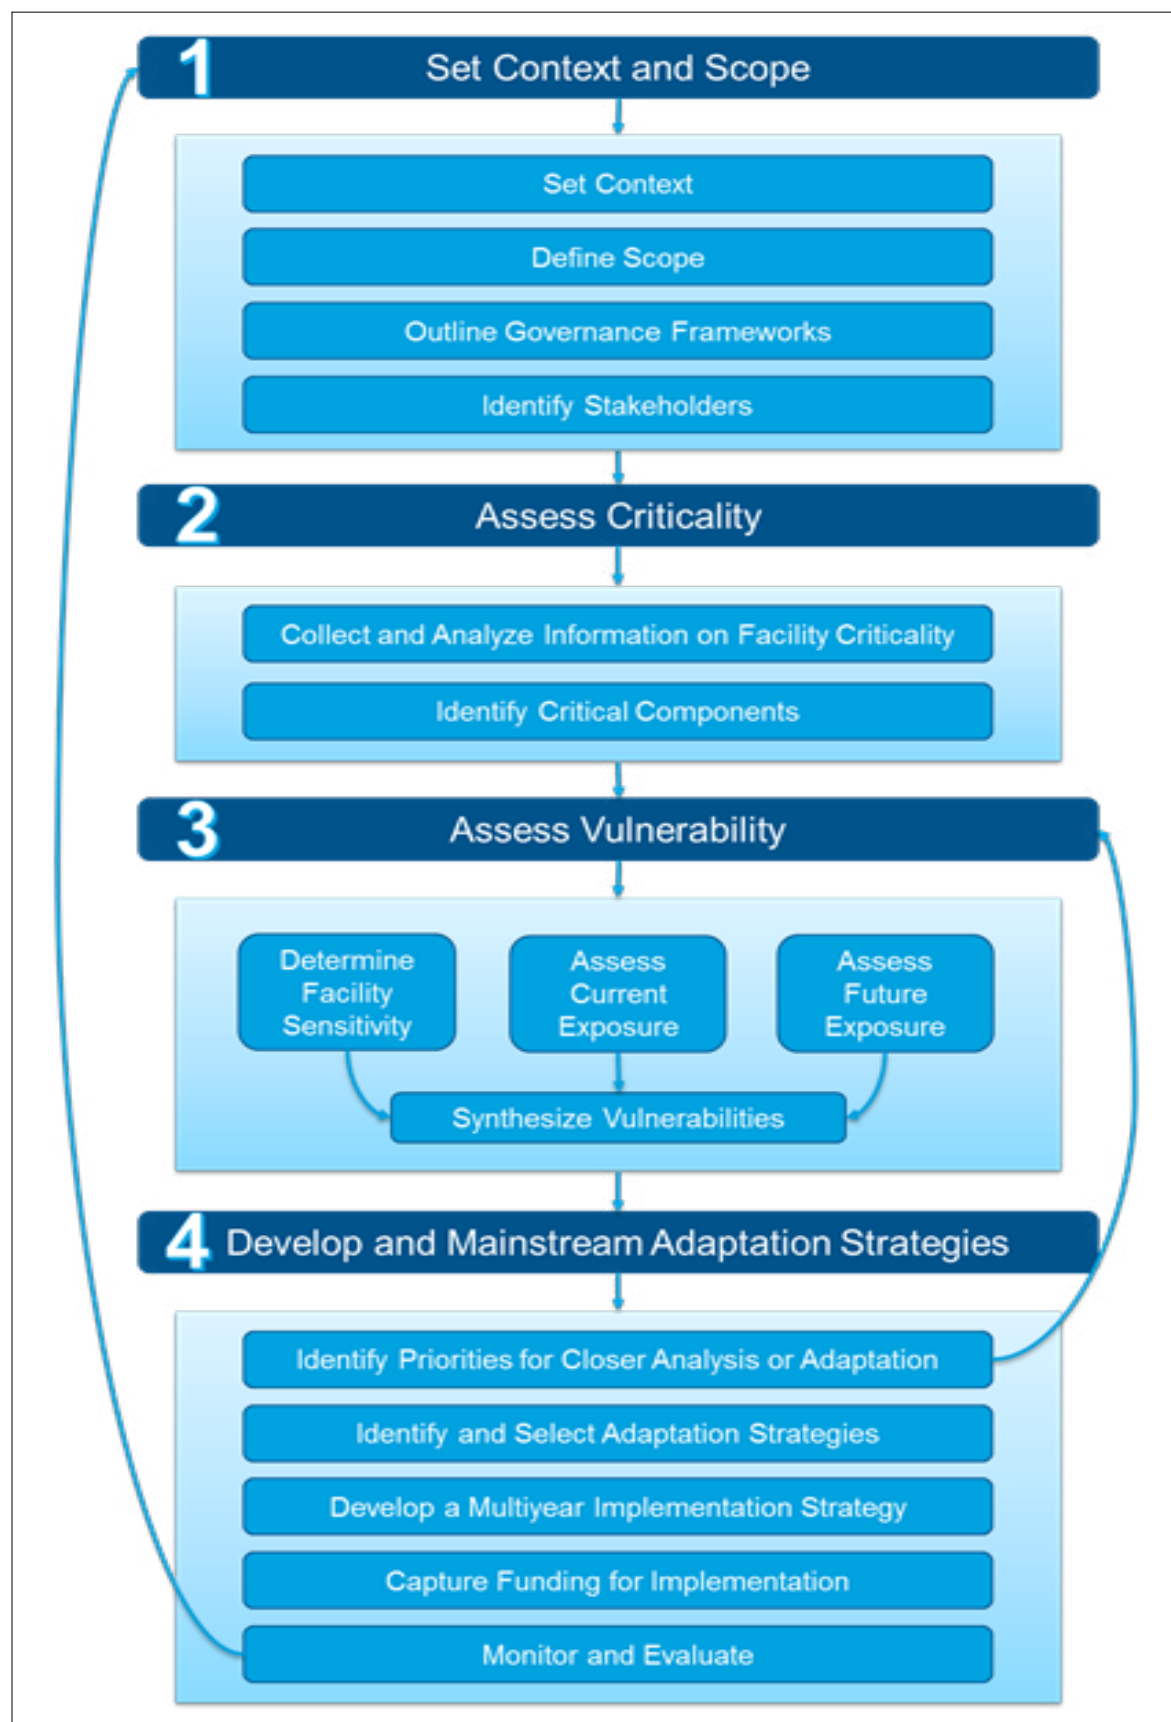 1 Set Context and Scope
Set Context
Define Scope
Outline Governance Frameworks
Identify Stakeholders
2 Assess Criticality
Collect and Analyze Information on Facility Criticality
Identify Critical Components
3 Assess Vulnerability
Determine
Facility
Sensitivity
Assess
Current
Exposure
Assess
Future
Exposure
Synthesize Vulnerabilities
4 Develop and Mainstream Adaptation Strategies
Identify Priorities for Closer Analysis or Adaptation
Identify and Select Adaptation Strategies
Develop a Multiyear Implementation Strategy
Capture Funding for Implementation
Monitor and Evaluate